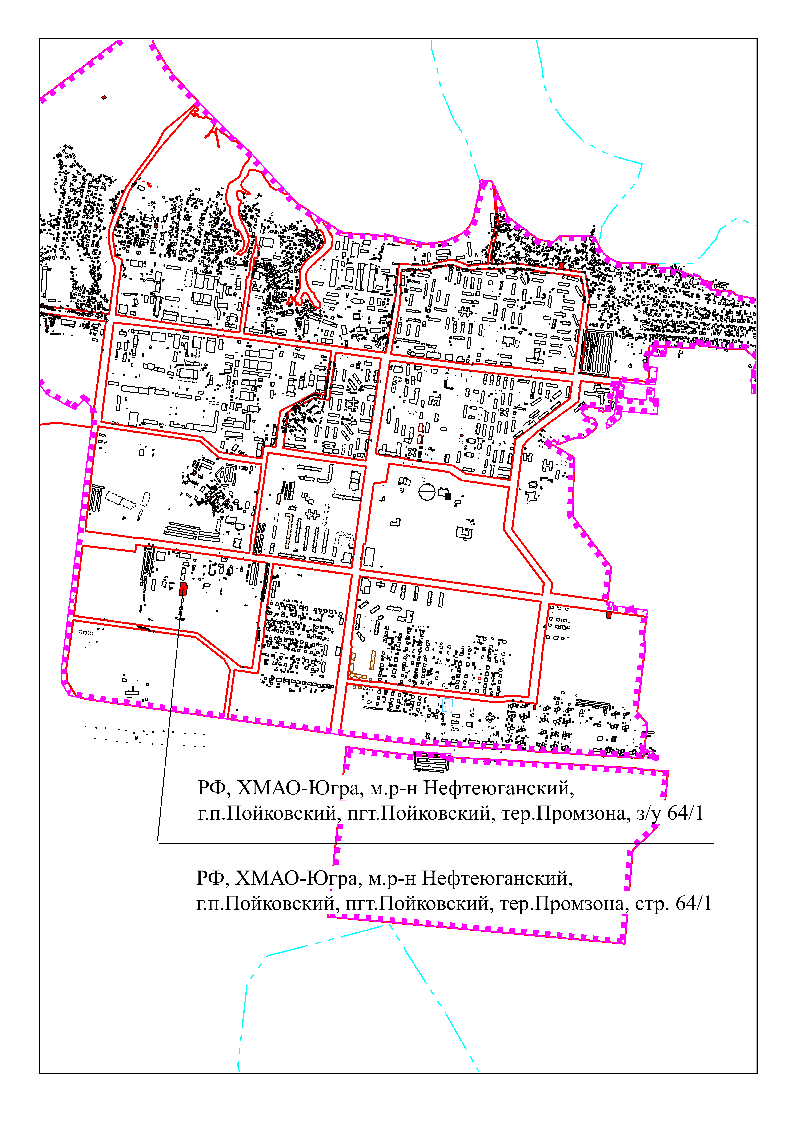 РФ, ХМАО-Югра, м.р-н Нефтеюганский,
г.п.Пойковский, пгт.Пойковский, тер.Промзона, з/у 64/1
РФ, ХМАО-Югра, м.р-н Нефтеюганский,
г.п.Пойковский, пгт.Пойковский, тер.Промзона, стр. 64/1